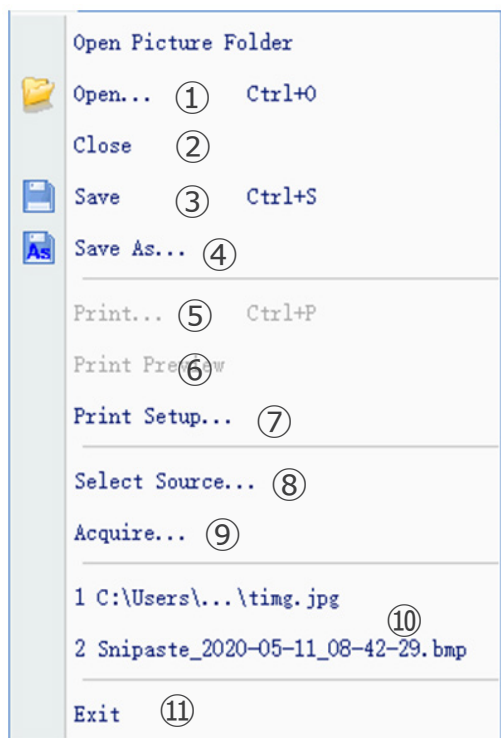 Open Picture Folder
Open... ① Ctrl+O
Close ②
Save ③ Ctrl+S
As Save As... ④
Print... ⑤ Ctrl+P
Print Preview ⑥
Print Setup... ⑦
Select Source... ⑧
Acquire... ⑨
1 C:\Users\...\timg.jpg
⑩
2 Snipaste_2020-05-11_08-42-29.bmp
Exit ⑪